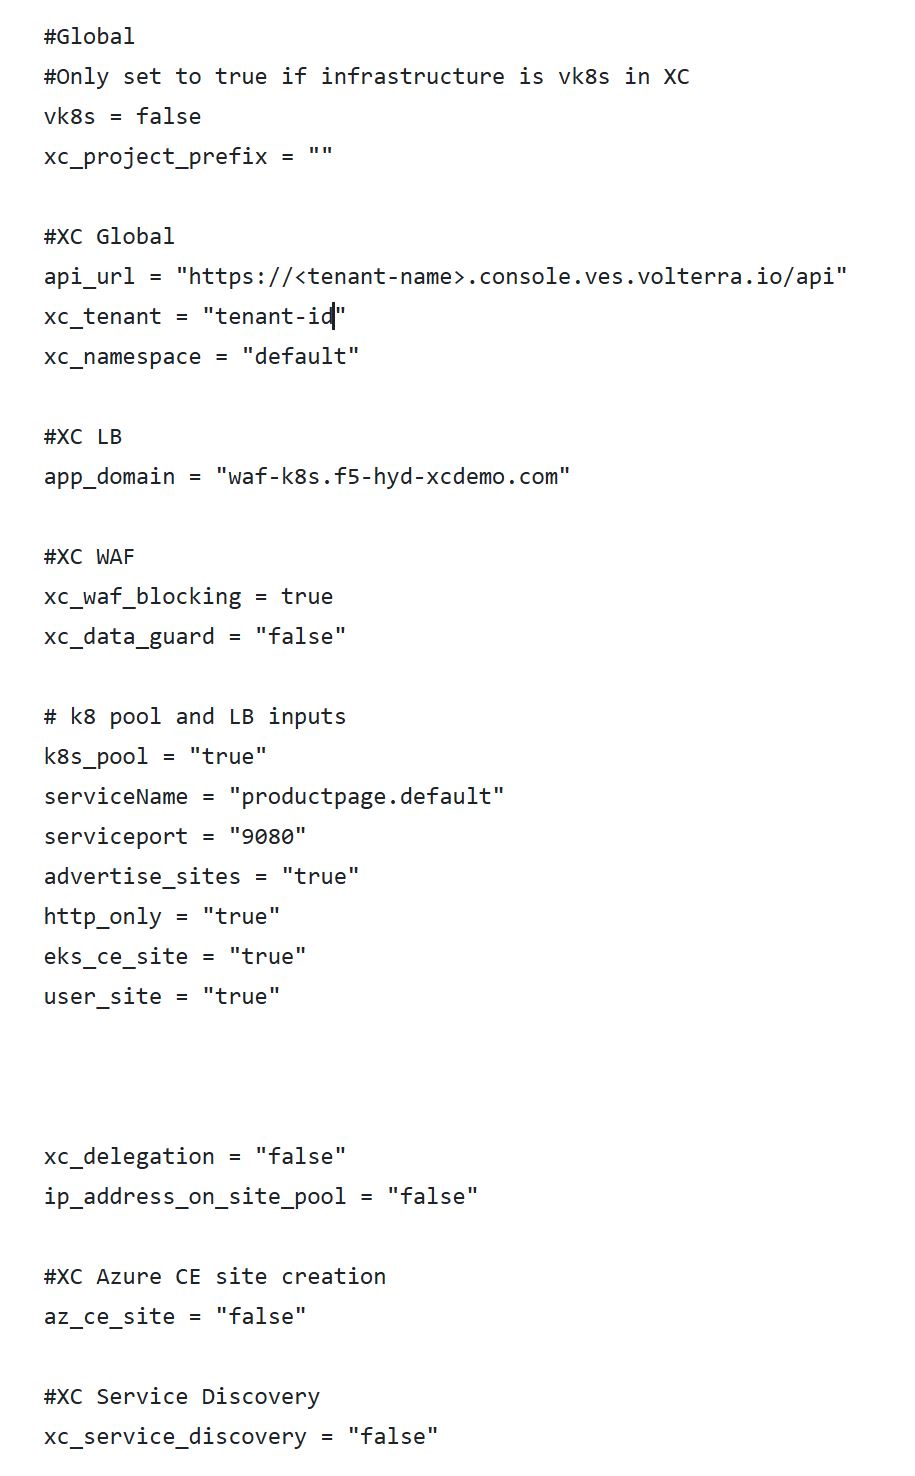 #Global
#Only set to true if infrastructure is vk8s in XC
vk8s = false
xc_project_prefix = ""
#XC Global
api_url = "https://<tenant-name>.console.ves.volterra.io/api"
xc_tenant = "tenant-id"
xc_namespace = "default"
#XC LB
app_domain = "waf-k8s.f5-hyd-xcdemo.com"
#XC WAF
xc_waf_blocking = true
xc_data_guard = "false"
# k8 pool and LB inputs
k8s_pool = "true"
serviceName = "productpage.default"
serviceport = "9080"
advertise_sites = "true"
http_only = "true"
eks_ce_site = "true"
user_site = "true"
xc_delegation = "false"
ip_address_on_site_pool = "false"
#XC Azure CE site creation
az_ce_site = "false"
#XC Service Discovery
xc_service_discovery = "false"